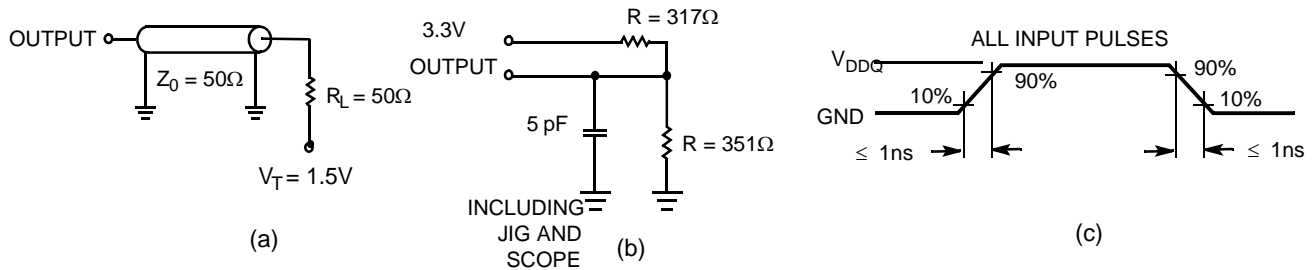 OUTPUT
Z0 = 50Ω
RL = 50Ω
VT = 1.5V
(a)
R = 317Ω
3.3V
OUTPUT
5 pF
R = 351Ω
INCLUDING
JIG AND
SCOPE
(b)
ALL INPUT PULSES
VDDQ
GND
10%
90%
90%
10%
≤ 1ns
≤ 1ns
(c)